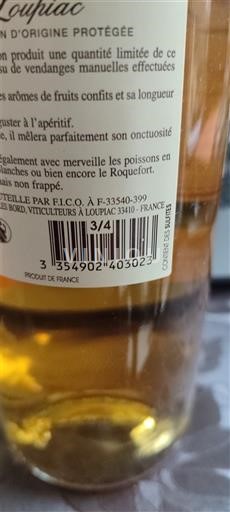 Loupiac
N D'ORIGINE PROTÉGÉE
on produit une quantité limitée de ce
su de vendanges manuelles effectuées
es arômes de fruits confits et sa longueur
guster à l'apéritif.
e, il mêlera parfaitement son onctuosité
également avec merveille les poissons en
blanches ou bien encore le Roquefort.
ais non frappé.
UTEILLE PAR F.I.C.O. À F-33540-399
LES BORD, VITICULTEURS À LOUPIAC 33410 - FRANCE
3/4
3 354902 403023
PRODUIT DE FRANCE
CONTIENT DES SULFITES